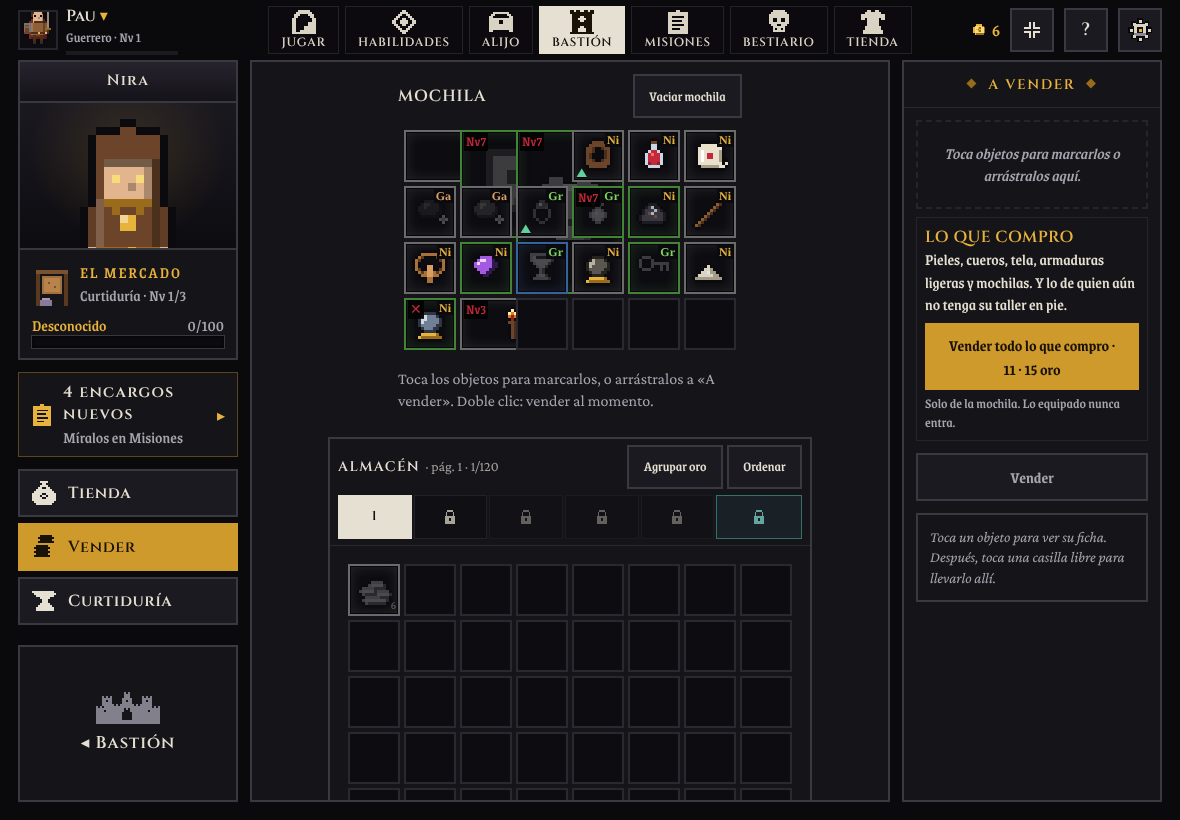 Pau ▾
Guerrero · Nv 1
JUGAR
HABILIDADES
ALIJO
BASTIÓN
MISIONES
BESTIARIO
TIENDA
6
?
Nira
EL MERCADO
Curtiduría · Nv 1/3
Desconocido 0/100
4 ENCARGOS
NUEVOS ▸
Míralos en Misiones
TIENDA
VENDER
CURTIDURÍA
◂ BASTIÓN
MOCHILA
Vaciar mochila
Nv7 Nv7 Ni Ni Ni
Ga Ga Gr Nv7 Gr Ni Ni
Ni Ni Gr Ni Gr Ni
✕ Ni Nv3
Toca los objetos para marcarlos, o arrástralos a «A
vender». Doble clic: vender al momento.
ALMACÉN · pág. 1 · 1/120
Agrupar oro
Ordenar
I
6
◆ A VENDER ◆
Toca objetos para marcarlos o
arrástralos aquí.
LO QUE COMPRO
Pieles, cueros, tela, armaduras
ligeras y mochilas. Y lo de quien aún
no tenga su taller en pie.
Vender todo lo que compro ·
11 · 15 oro
Solo de la mochila. Lo equipado nunca
entra.
Vender
Toca un objeto para ver su ficha.
Después, toca una casilla libre para
llevarlo allí.